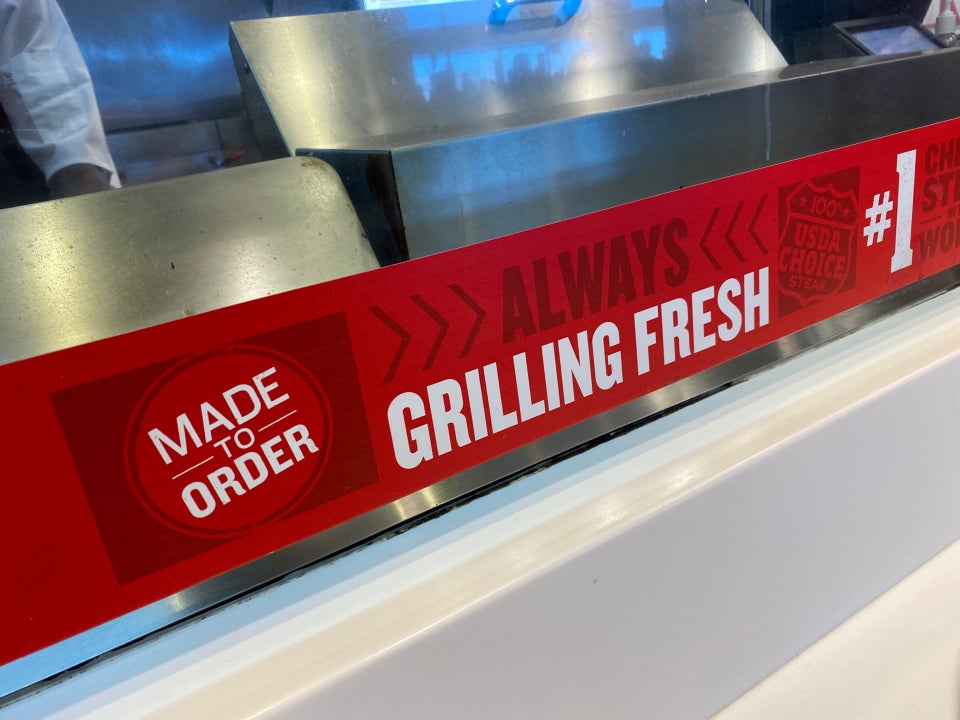 MADE
TO
ORDER
ALWAYS
GRILLING FRESH
100%
USDA
CHOICE
STEAK
#1